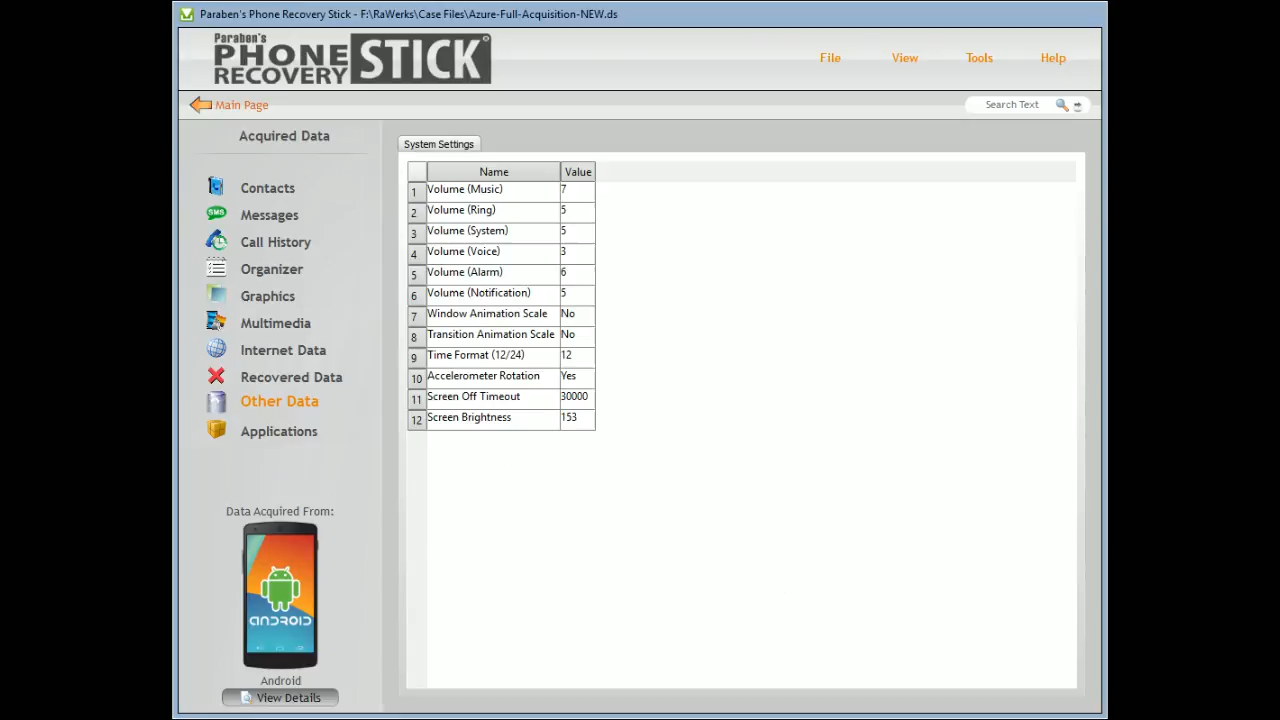 Paraben's Phone Recovery Stick - F:\RaWerks\Case Files\Azure-Full-Acquisition-NEW.ds
Paraben's
PHONE
RECOVERY
STICK®
File View Tools Help
Main Page
Search Text
Acquired Data
Contacts
SMS Messages
Call History
Organizer
Graphics
Multimedia
Internet Data
Recovered Data
Other Data
Applications
Data Acquired From:
ANDROID
Android
View Details
System Settings
Name Value
1 Volume (Music) 7
2 Volume (Ring) 5
3 Volume (System) 5
4 Volume (Voice) 3
5 Volume (Alarm) 6
6 Volume (Notification) 5
7 Window Animation Scale No
8 Transition Animation Scale No
9 Time Format (12/24) 12
10 Accelerometer Rotation Yes
11 Screen Off Timeout 30000
12 Screen Brightness 153